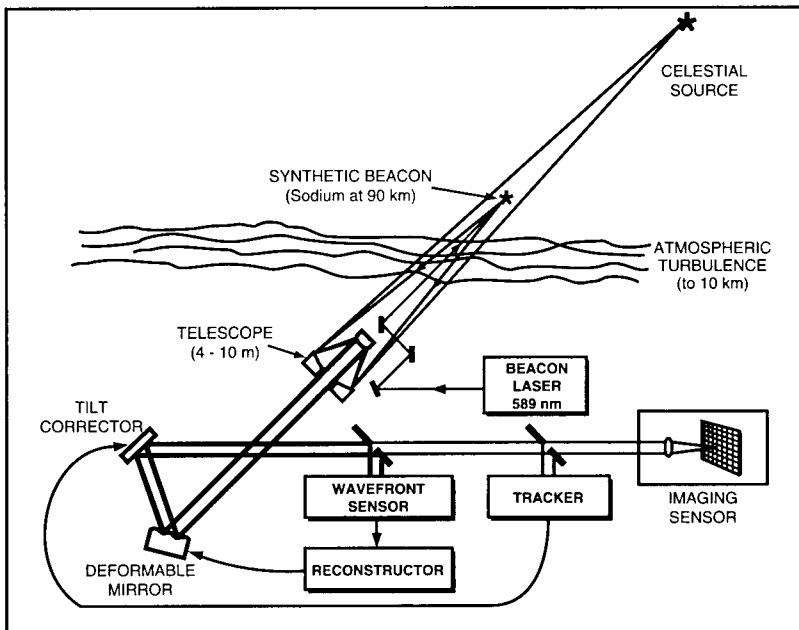 CELESTIAL
SOURCE
SYNTHETIC BEACON
(Sodium at 90 km)
ATMOSPHERIC
TURBULENCE
(to 10 km)
TELESCOPE
(4 - 10 m)
BEACON
LASER
589 nm
TILT
CORRECTOR
WAVEFRONT
SENSOR
TRACKER
IMAGING
SENSOR
RECONSTRUCTOR
DEFORMABLE
MIRROR